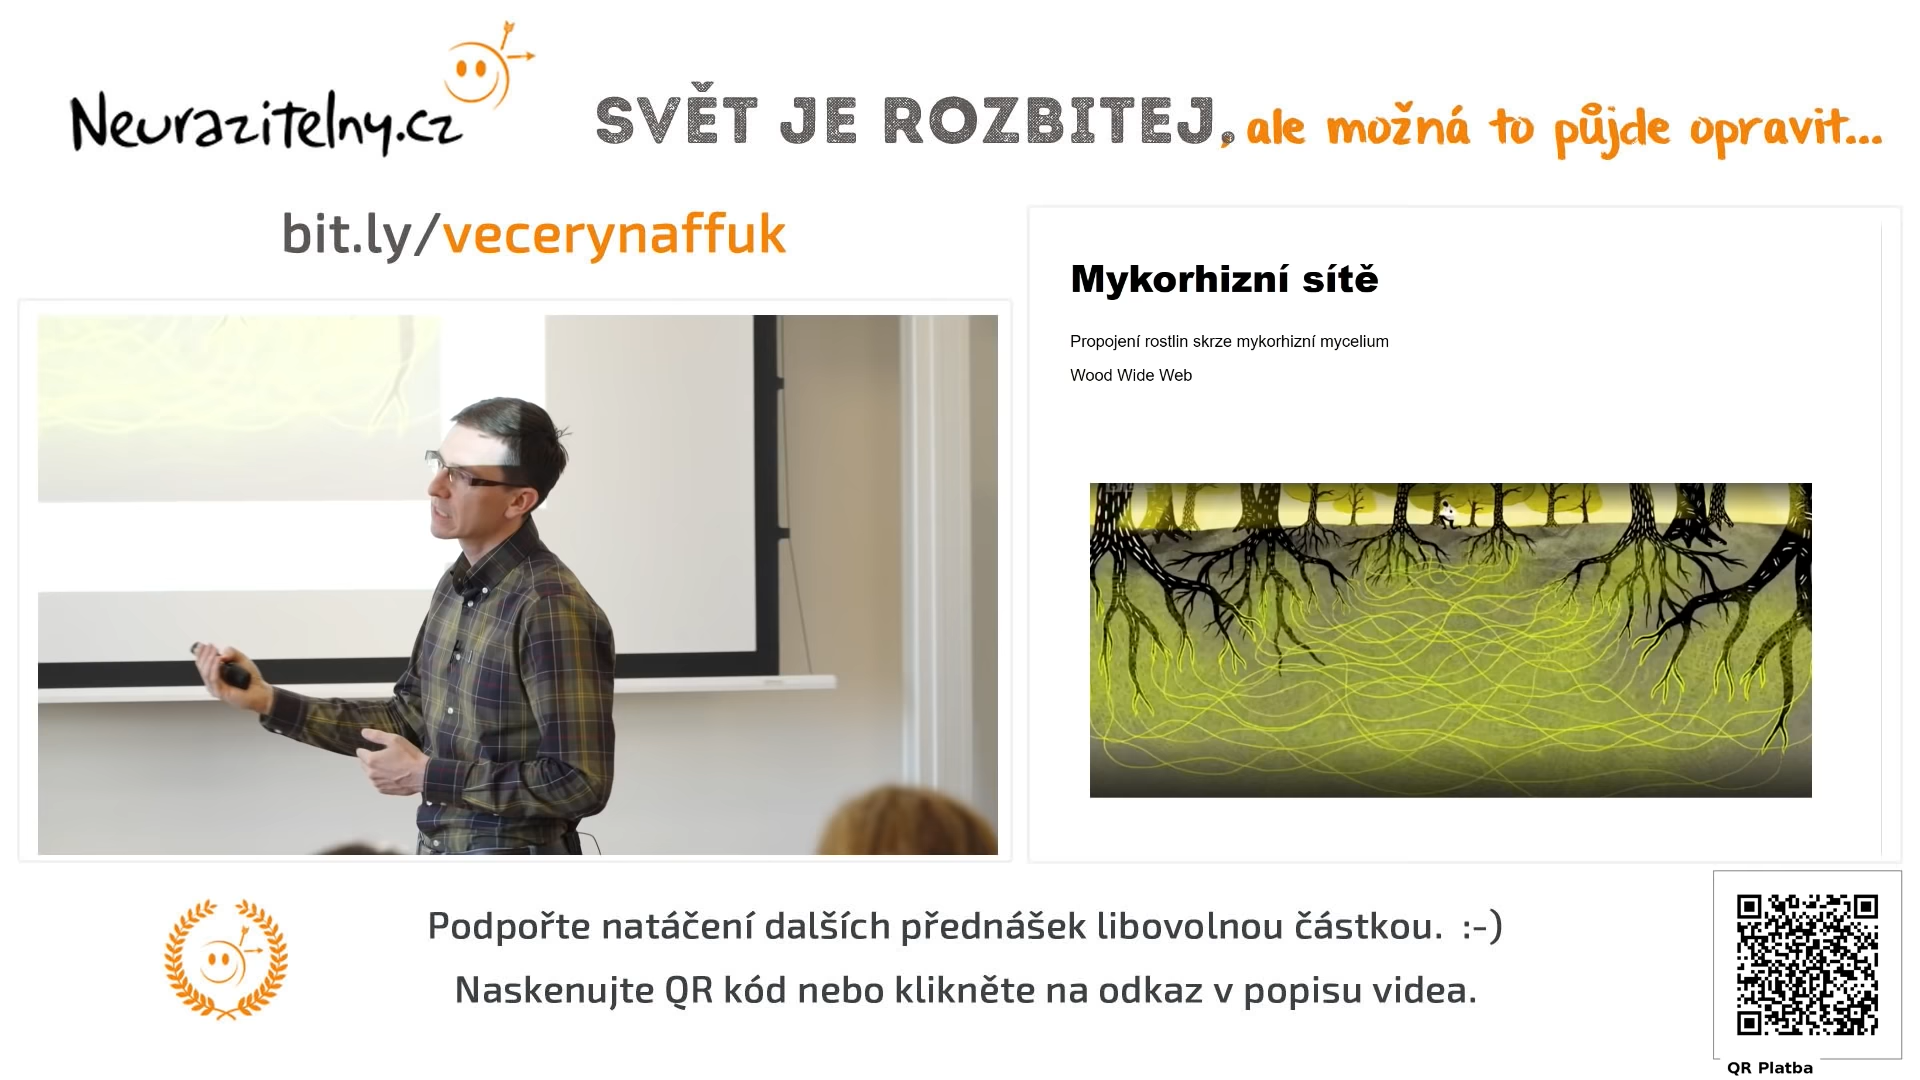 Neurazitelny.cz
SVĚT JE ROZBITEJ, ale možná to půjde opravit...
bit.ly/vecerynaffuk
Mykorhizní sítě
Propojení rostlin skrze mykorhizní mycelium
Wood Wide Web
Podpořte natáčení dalších přednášek libovolnou částkou. :-)
Naskenujte QR kód nebo klikněte na odkaz v popisu videa.
QR Platba